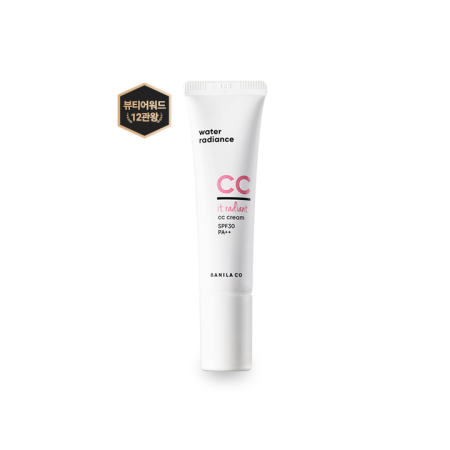 뷰티어워드
12관왕
water
radiance
CC
it radiant
cc cream
SPF30
PA++
BANILA CO